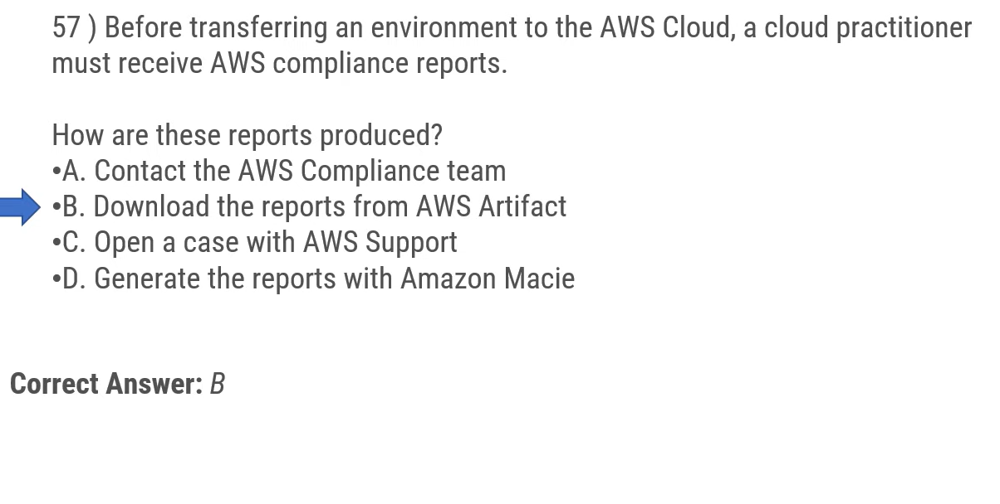 57 ) Before transferring an environment to the AWS Cloud, a cloud practitioner
must receive AWS compliance reports.
How are these reports produced?
•A. Contact the AWS Compliance team
•B. Download the reports from AWS Artifact
•C. Open a case with AWS Support
•D. Generate the reports with Amazon Macie
Correct Answer: B